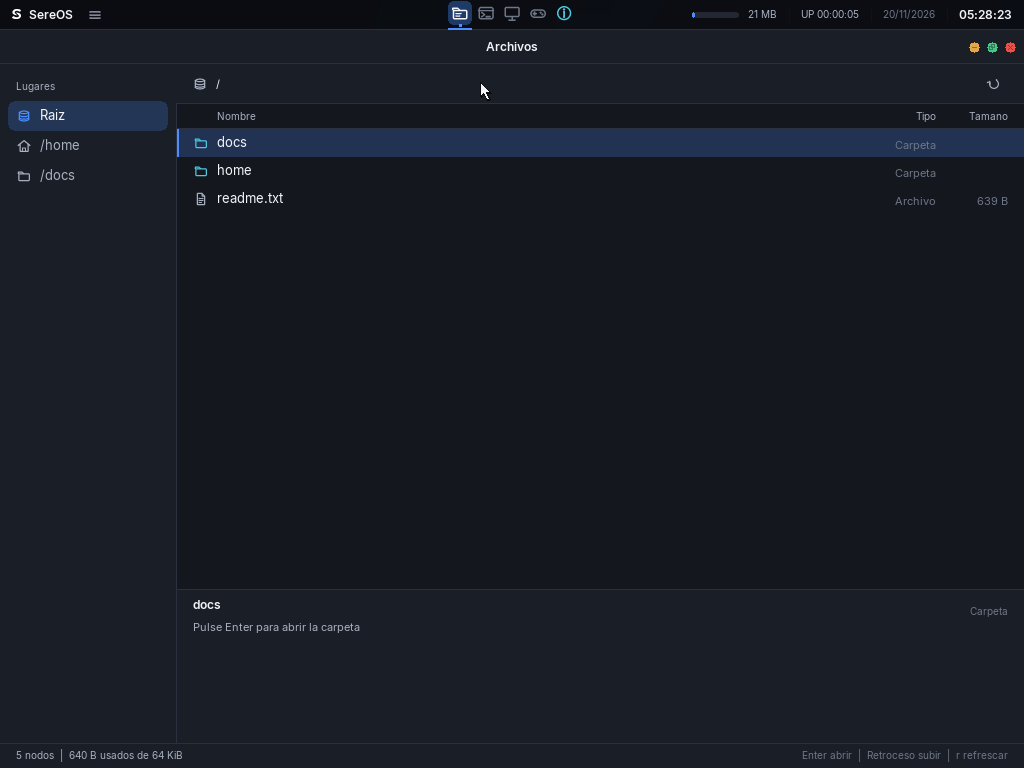 SereOS 21 MB UP 00:00:05 20/11/2026 05:28:23
Archivos
Lugares
Raiz
/home
/docs
/
Nombre Tipo Tamano
docs Carpeta
home Carpeta
readme.txt Archivo 639 B
docs Carpeta
Pulse Enter para abrir la carpeta
5 nodos | 640 B usados de 64 KiB Enter abrir | Retroceso subir | r refrescar